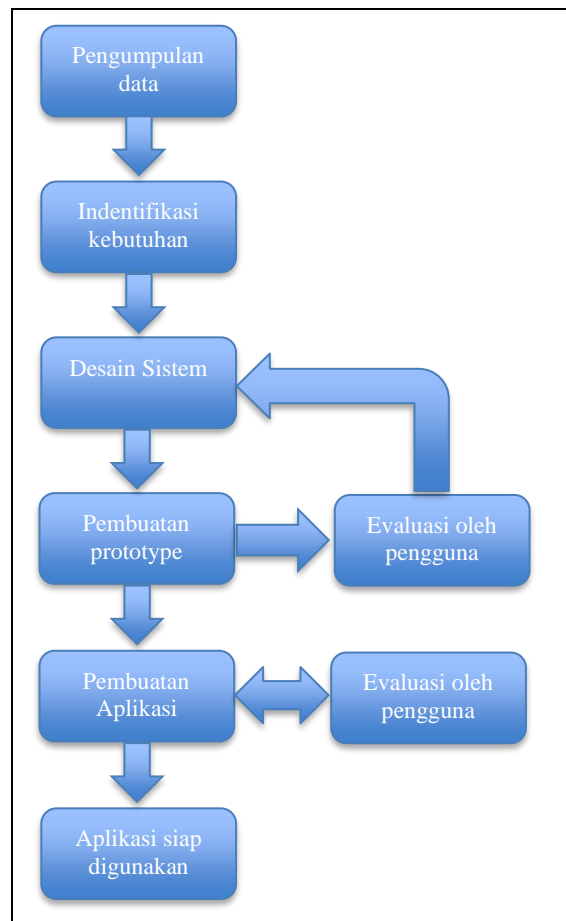 Pengumpulan
data
Indentifikasi
kebutuhan
Desain Sistem
Pembuatan
prototype
Evaluasi oleh
pengguna
Pembuatan
Aplikasi
Evaluasi oleh
pengguna
Aplikasi siap
digunakan